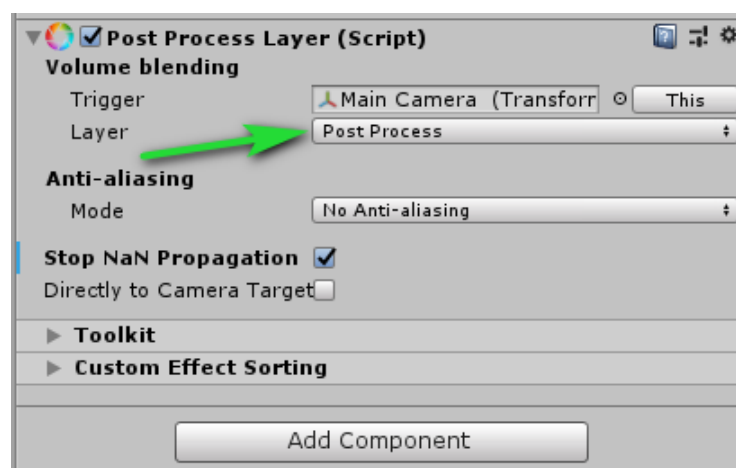 Post Process Layer (Script)
Volume blending
Trigger Main Camera (Transforr This
Layer Post Process
Anti-aliasing
Mode No Anti-aliasing
Stop NaN Propagation
Directly to Camera Target
Toolkit
Custom Effect Sorting
Add Component